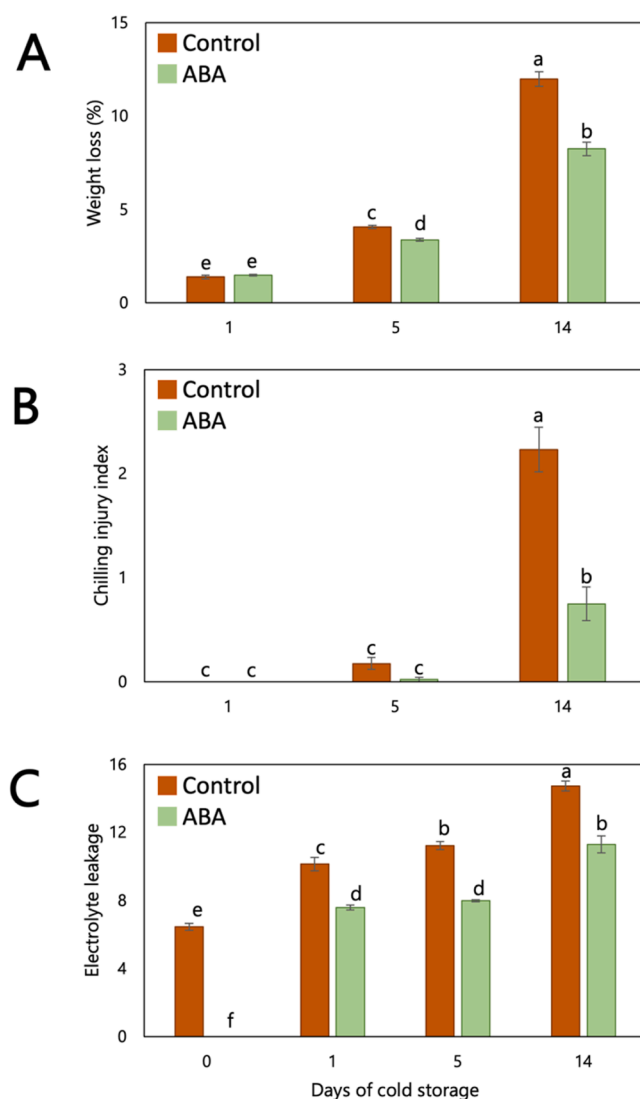 A
Weight loss (%)
15
10
5
0
Control
ABA
e
e
c
d
a
b
1
5
14
B
Chilling injury index
3
2
1
0
Control
ABA
c
c
c
c
a
b
1
5
14
C
Electrolyte leakage
16
12
8
4
0
Control
ABA
e
f
c
d
b
d
a
b
0
1
5
14
Days of cold storage